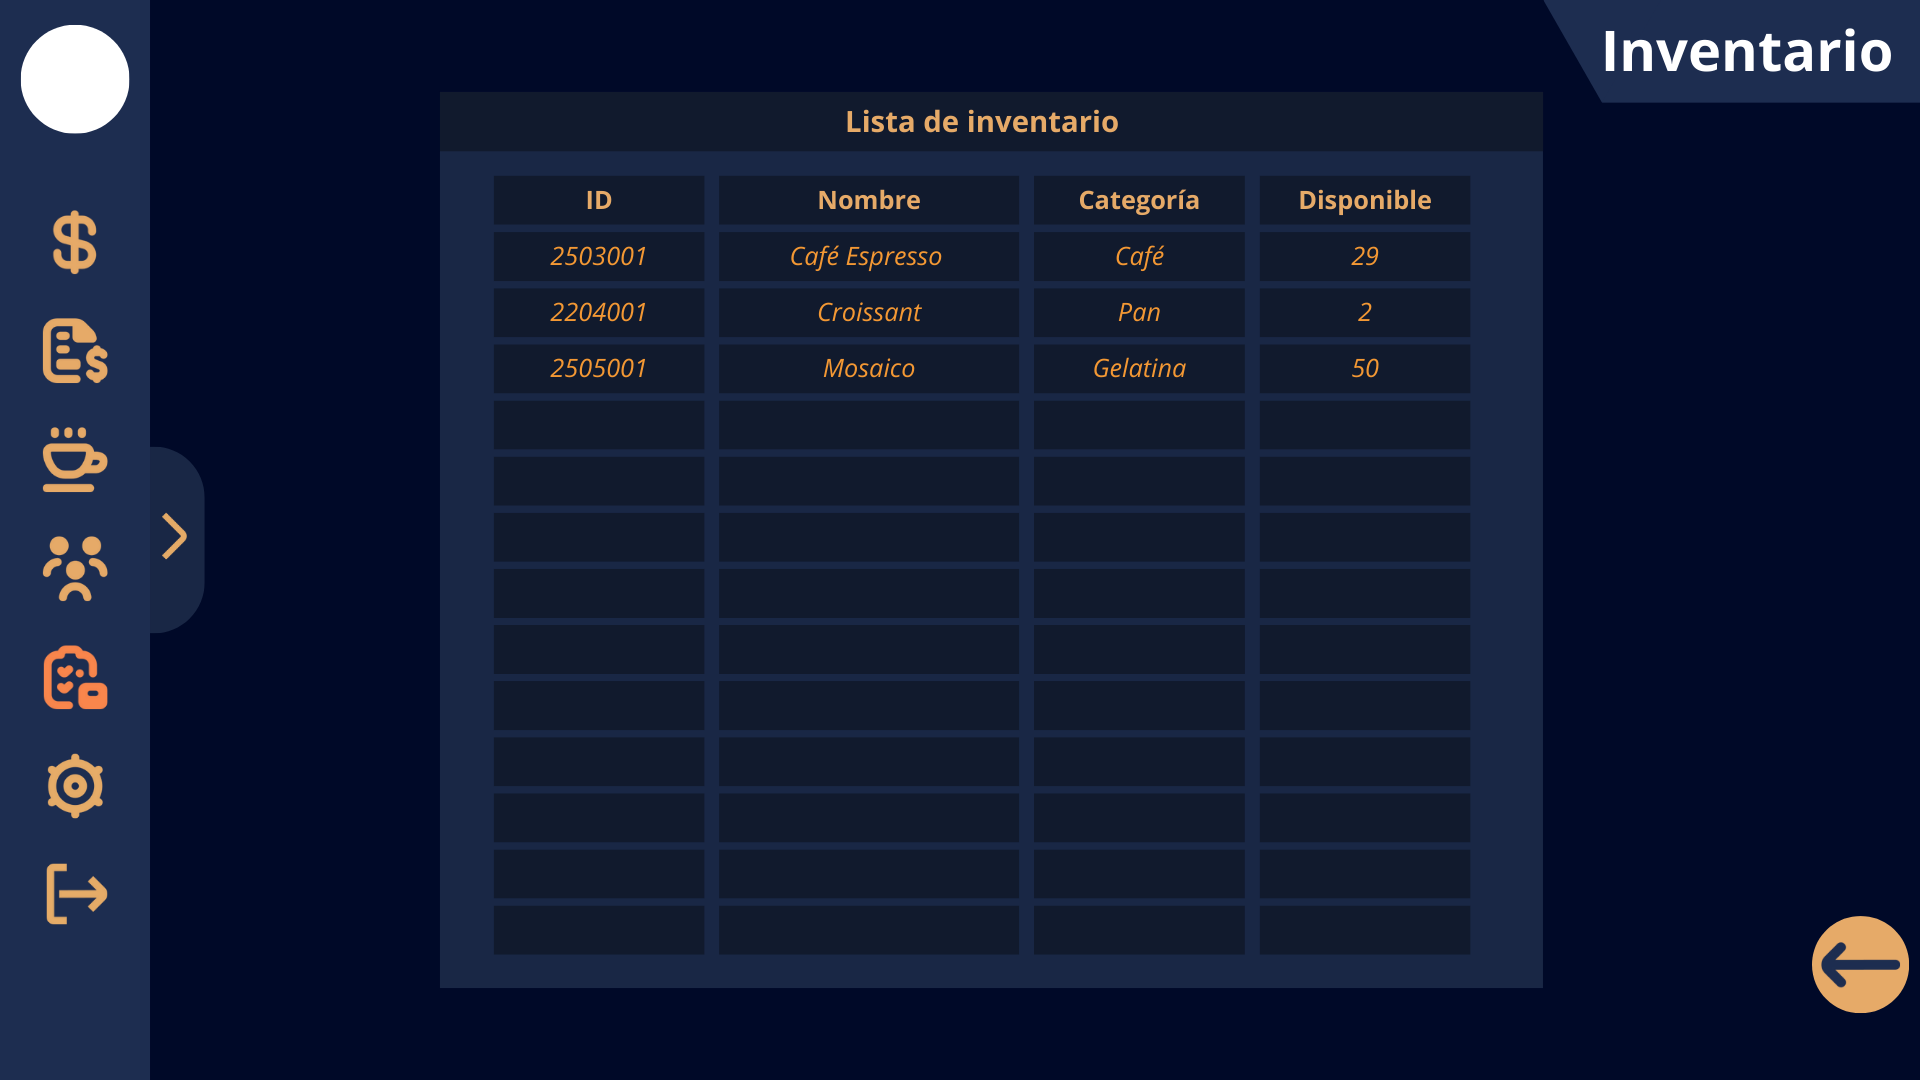 Inventario
Lista de inventario
ID Nombre Categoría Disponible
2503001 Café Espresso Café 29
2204001 Croissant Pan 2
2505001 Mosaico Gelatina 50